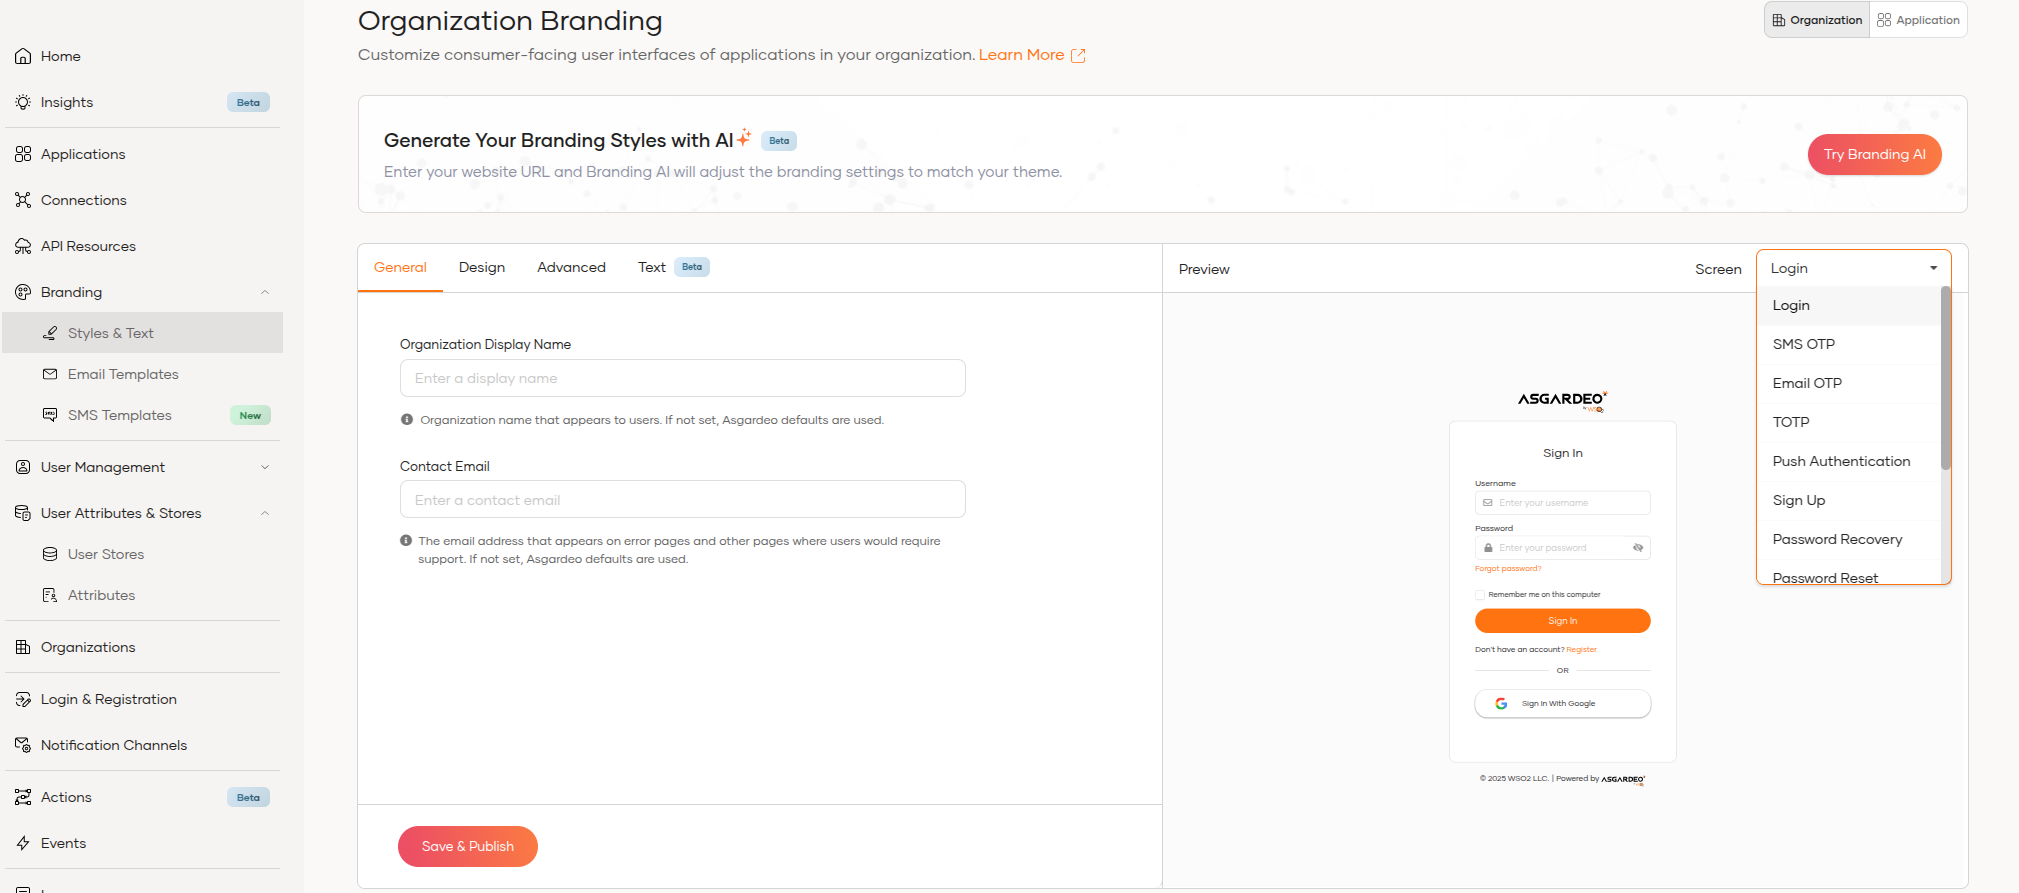 Home
Insights
Beta
Applications
Connections
API Resources
Branding
Styles & Text
Email Templates
SMS Templates
New
User Management
User Attributes & Stores
User Stores
Attributes
Organizations
Login & Registration
Notification Channels
Actions
Beta
Events
Organization Branding
Customize consumer-facing user interfaces of applications in your organization. Learn More
Organization
Application
Generate Your Branding Styles with AI
Beta
Enter your website URL and Branding AI will adjust the branding settings to match your theme.
Try Branding AI
General
Design
Advanced
Text
Beta
Organization Display Name
Enter a display name
Organization name that appears to users. If not set, Asgardeo defaults are used.
Contact Email
Enter a contact email
The email address that appears on error pages and other pages where users would require
support. If not set, Asgardeo defaults are used.
Save & Publish
Preview
Screen
Login
Login
SMS OTP
Email OTP
TOTP
Push Authentication
Sign Up
Password Recovery
Password Reset
ASGARDEO
by WSO2
Sign In
Username
Enter your username
Password
Enter your password
Forgot password?
Remember me on this computer
Sign In
Don't have an account? Register
OR
Sign In With Google
© 2025 WSO2 LLC. | Powered by ASGARDEO